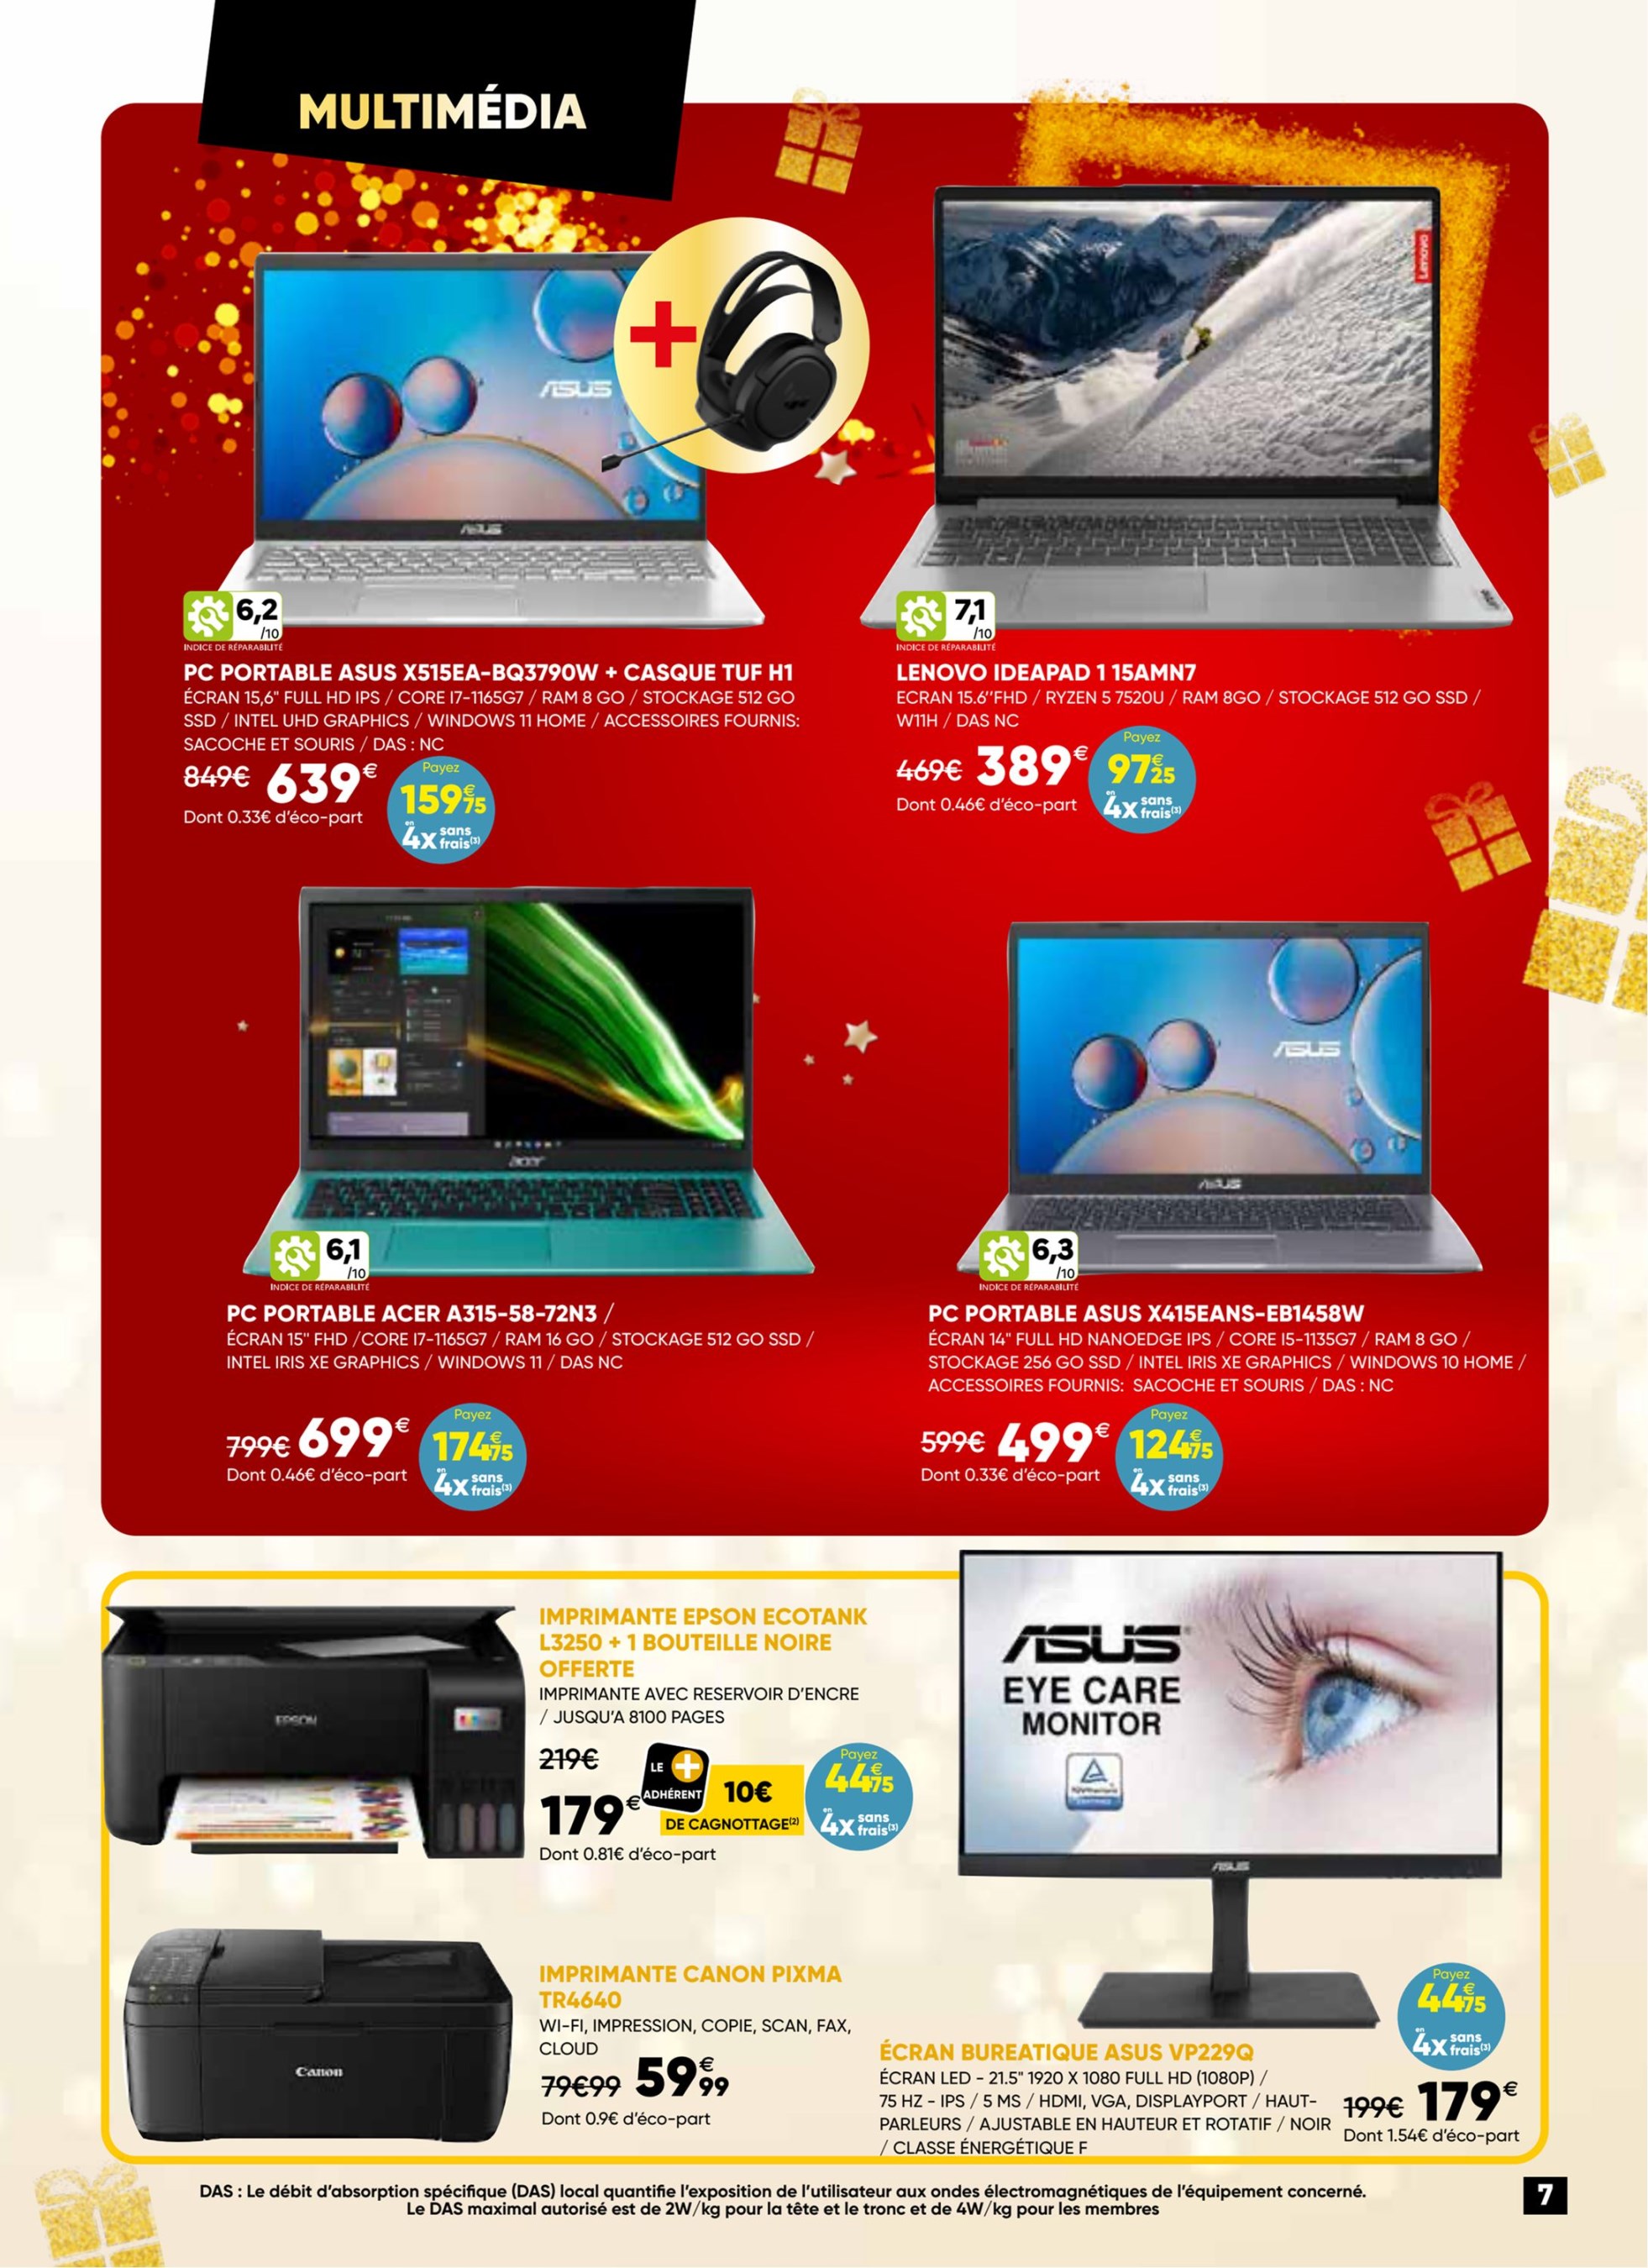 MULTIMÉDIA
ASUS
ASUS
Lenovo
6,2
/10
INDICE DE RÉPARABILITÉ
PC PORTABLE ASUS X515EA-BQ3790W + CASQUE TUF H1
ÉCRAN 15,6" FULL HD IPS / CORE I7-1165G7 / RAM 8 GO / STOCKAGE 512 GO
SSD / INTEL UHD GRAPHICS / WINDOWS 11 HOME / ACCESSOIRES FOURNIS:
SACOCHE ET SOURIS / DAS : NC
849€ 639€
Dont 0.33€ d'éco-part
Payez
159€75
en 4x sans frais(3)
7,1
/10
INDICE DE RÉPARABILITÉ
LENOVO IDEAPAD 1 15AMN7
ECRAN 15.6''FHD / RYZEN 5 7520U / RAM 8GO / STOCKAGE 512 GO SSD /
W11H / DAS NC
469€ 389€
Dont 0.46€ d'éco-part
Payez
97€25
en 4x sans frais(3)
acer
6,1
/10
INDICE DE RÉPARABILITÉ
PC PORTABLE ACER A315-58-72N3 /
ÉCRAN 15" FHD /CORE I7-1165G7 / RAM 16 GO / STOCKAGE 512 GO SSD /
INTEL IRIS XE GRAPHICS / WINDOWS 11 / DAS NC
799€ 699€
Dont 0.46€ d'éco-part
Payez
174€75
en 4x sans frais(3)
ASUS
ASUS
6,3
/10
INDICE DE RÉPARABILITÉ
PC PORTABLE ASUS X415EANS-EB1458W
ÉCRAN 14" FULL HD NANOEDGE IPS / CORE I5-1135G7 / RAM 8 GO /
STOCKAGE 256 GO SSD / INTEL IRIS XE GRAPHICS / WINDOWS 10 HOME /
ACCESSOIRES FOURNIS: SACOCHE ET SOURIS / DAS : NC
599€ 499€
Dont 0.33€ d'éco-part
Payez
124€75
en 4x sans frais(3)
EPSON
IMPRIMANTE EPSON ECOTANK
L3250 + 1 BOUTEILLE NOIRE
OFFERTE
IMPRIMANTE AVEC RESERVOIR D'ENCRE
/ JUSQU'A 8100 PAGES
219€
179€
Dont 0.81€ d'éco-part
LE +
ADHÉRENT
10€
DE CAGNOTTAGE(2)
Payez
44€75
en 4x sans frais(3)
Canon
IMPRIMANTE CANON PIXMA
TR4640
WI-FI, IMPRESSION, COPIE, SCAN, FAX,
CLOUD
79€99 59€99
Dont 0.9€ d'éco-part
ASUS
EYE CARE
MONITOR
ASUS
Payez
44€75
en 4x sans frais(3)
ÉCRAN BUREATIQUE ASUS VP229Q
ÉCRAN LED - 21.5" 1920 X 1080 FULL HD (1080P) /
75 HZ - IPS / 5 MS / HDMI, VGA, DISPLAYPORT / HAUT-
PARLEURS / AJUSTABLE EN HAUTEUR ET ROTATIF / NOIR
/ CLASSE ÉNERGÉTIQUE F
199€ 179€
Dont 1.54€ d'éco-part
DAS : Le débit d'absorption spécifique (DAS) local quantifie l'exposition de l'utilisateur aux ondes électromagnétiques de l'équipement concerné.
Le DAS maximal autorisé est de 2W/kg pour la tête et le tronc et de 4W/kg pour les membres
7